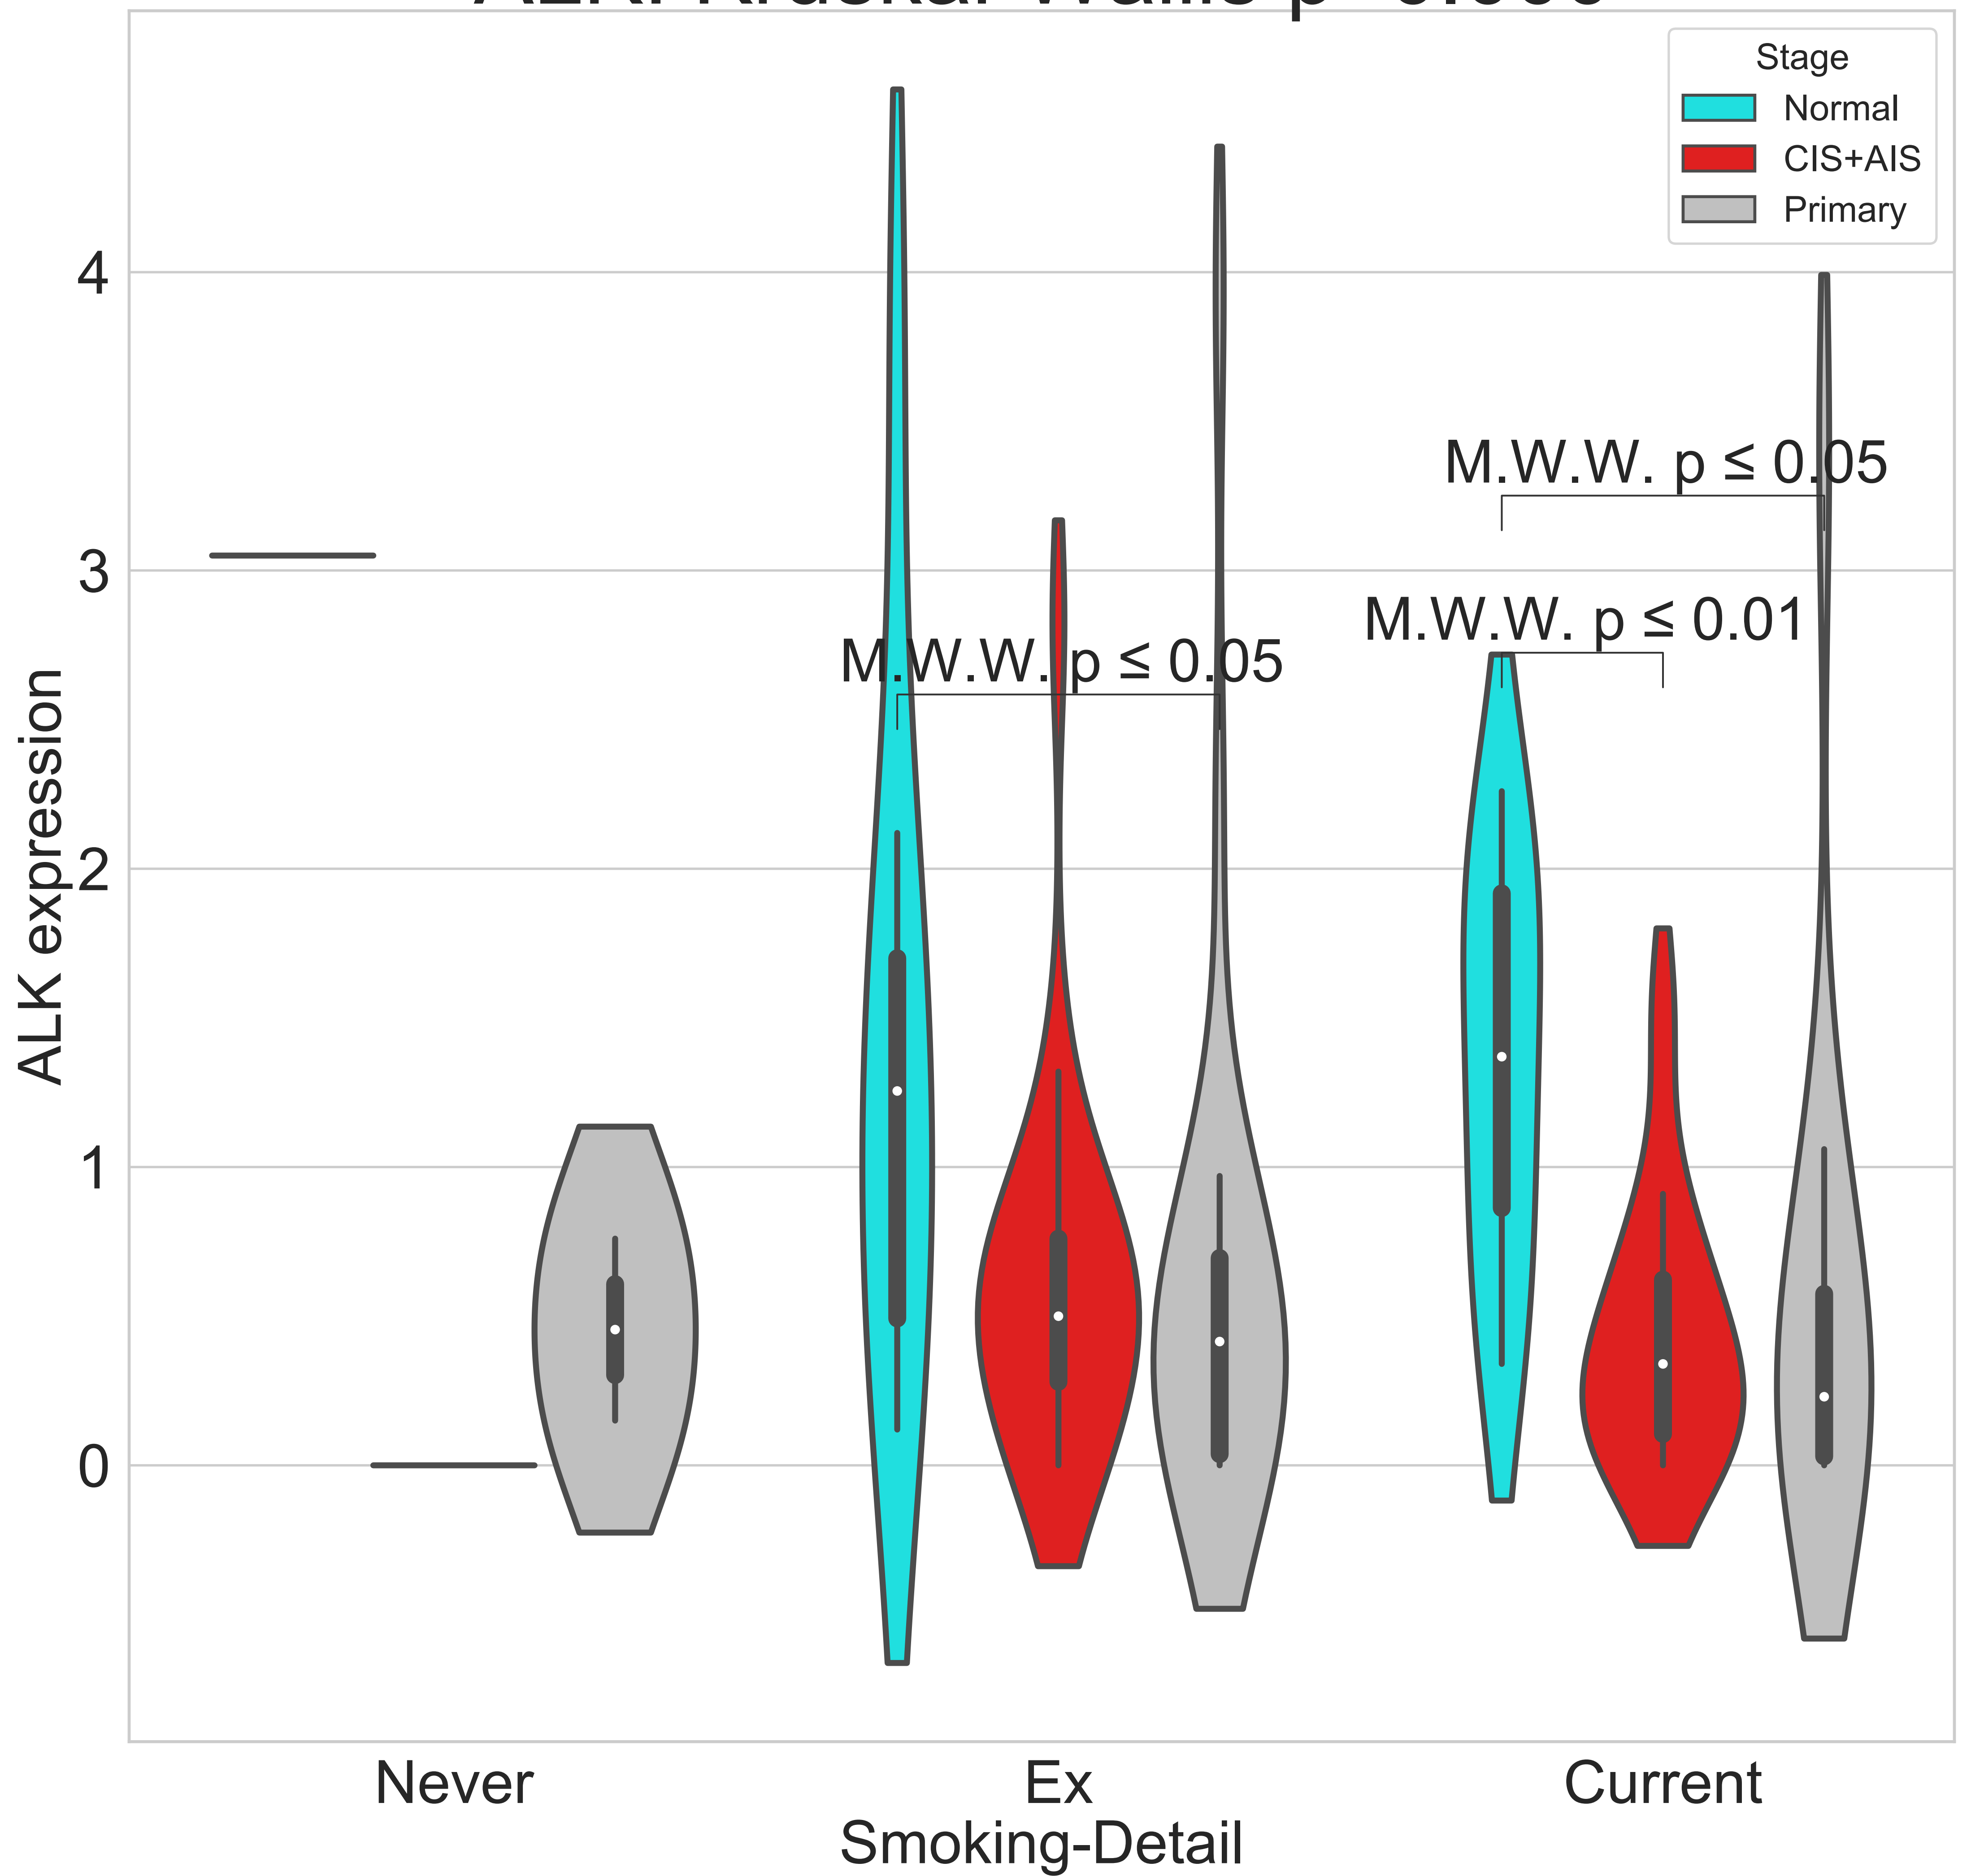 Stage
Normal
CIS+AIS
Primary
4
3
2
1
0
ALK expression
M.W.W. p ≤ 0.05
M.W.W. p ≤ 0.01
M.W.W. p ≤ 0.05
Never
Ex
Current
Smoking-Detail